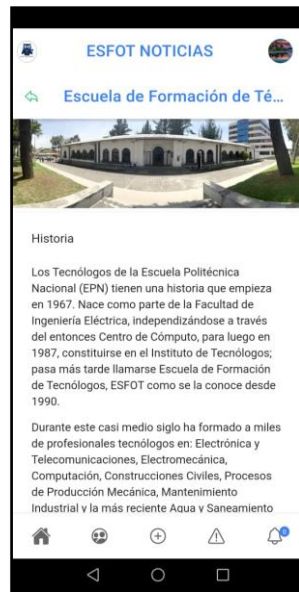 ESFOT NOTICIAS
Escuela de Formación de Té...
Historia
Los Tecnólogos de la Escuela Politécnica
Nacional (EPN) tienen una historia que empieza
en 1967. Nace como parte de la Facultad de
Ingeniería Eléctrica, independizándose a través
del entonces Centro de Cómputo, para luego en
1987, constituirse en el Instituto de Tecnólogos;
pasa más tarde llamarse Escuela de Formación
de Tecnólogos, ESFOT como se la conoce desde
1990.
Durante este casi medio siglo ha formado a miles
de profesionales tecnólogos en: Electrónica y
Telecomunicaciones, Electromecánica,
Computación, Construcciones Civiles, Procesos
de Producción Mecánica, Mantenimiento
Industrial y la más reciente Agua y Saneamiento